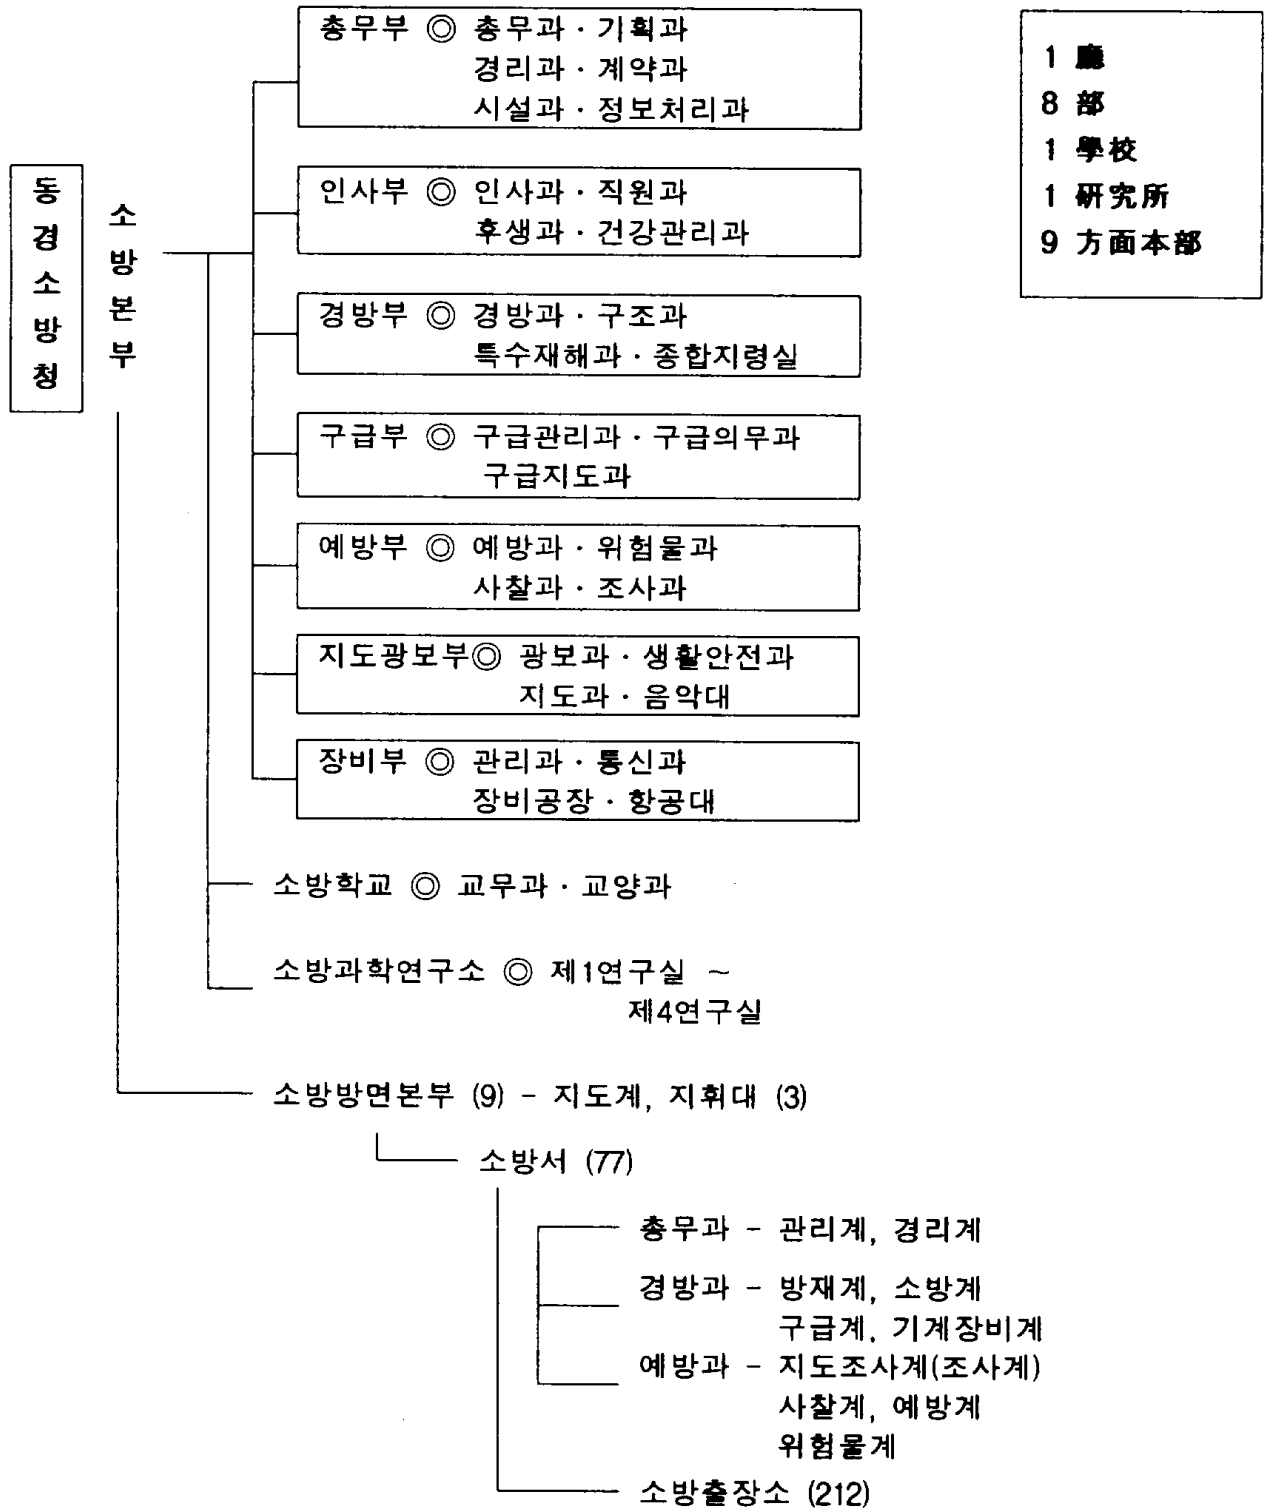 동경소방청
소방본부
총무부 ◎ 총무과 · 기획과
경리과 · 계약과
시설과 · 정보처리과
인사부 ◎ 인사과 · 직원과
후생과 · 건강관리과
경방부 ◎ 경방과 · 구조과
특수재해과 · 종합지령실
구급부 ◎ 구급관리과 · 구급의무과
구급지도과
예방부 ◎ 예방과 · 위험물과
사찰과 · 조사과
지도광보부◎ 광보과 · 생활안전과
지도과 · 음악대
장비부 ◎ 관리과 · 통신과
장비공장 · 항공대
소방학교 ◎ 교무과 · 교양과
소방과학연구소 ◎ 제1연구실 ~
제4연구실
소방방면본부 (9) - 지도계, 지휘대 (3)
소방서 (77)
총무과 - 관리계, 경리계
경방과 - 방재계, 소방계
구급계, 기계장비계
예방과 - 지도조사계(조사계)
사찰계, 예방계
위험물계
소방출장소 (212)
1 廳
8 部
1 學校
1 硏究所
9 方面本部